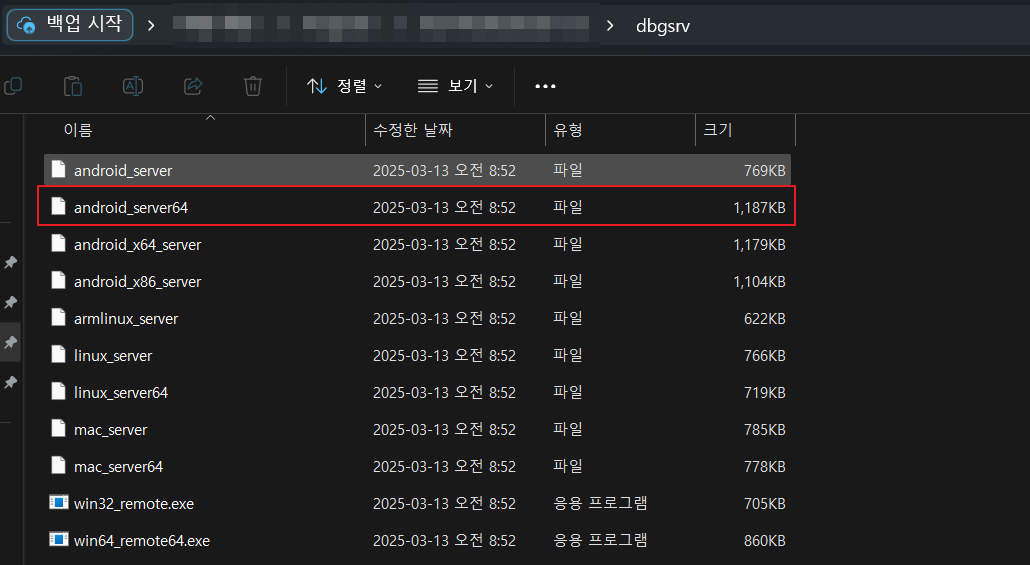 백업 시작 > > dbgsrv
정렬 보기
이름 수정한 날짜 유형 크기
android_server 2025-03-13 오전 8:52 파일 769KB
android_server64 2025-03-13 오전 8:52 파일 1,187KB
android_x64_server 2025-03-13 오전 8:52 파일 1,179KB
android_x86_server 2025-03-13 오전 8:52 파일 1,104KB
armlinux_server 2025-03-13 오전 8:52 파일 622KB
linux_server 2025-03-13 오전 8:52 파일 766KB
linux_server64 2025-03-13 오전 8:52 파일 719KB
mac_server 2025-03-13 오전 8:52 파일 785KB
mac_server64 2025-03-13 오전 8:52 파일 778KB
win32_remote.exe 2025-03-13 오전 8:52 응용 프로그램 705KB
win64_remote64.exe 2025-03-13 오전 8:52 응용 프로그램 860KB